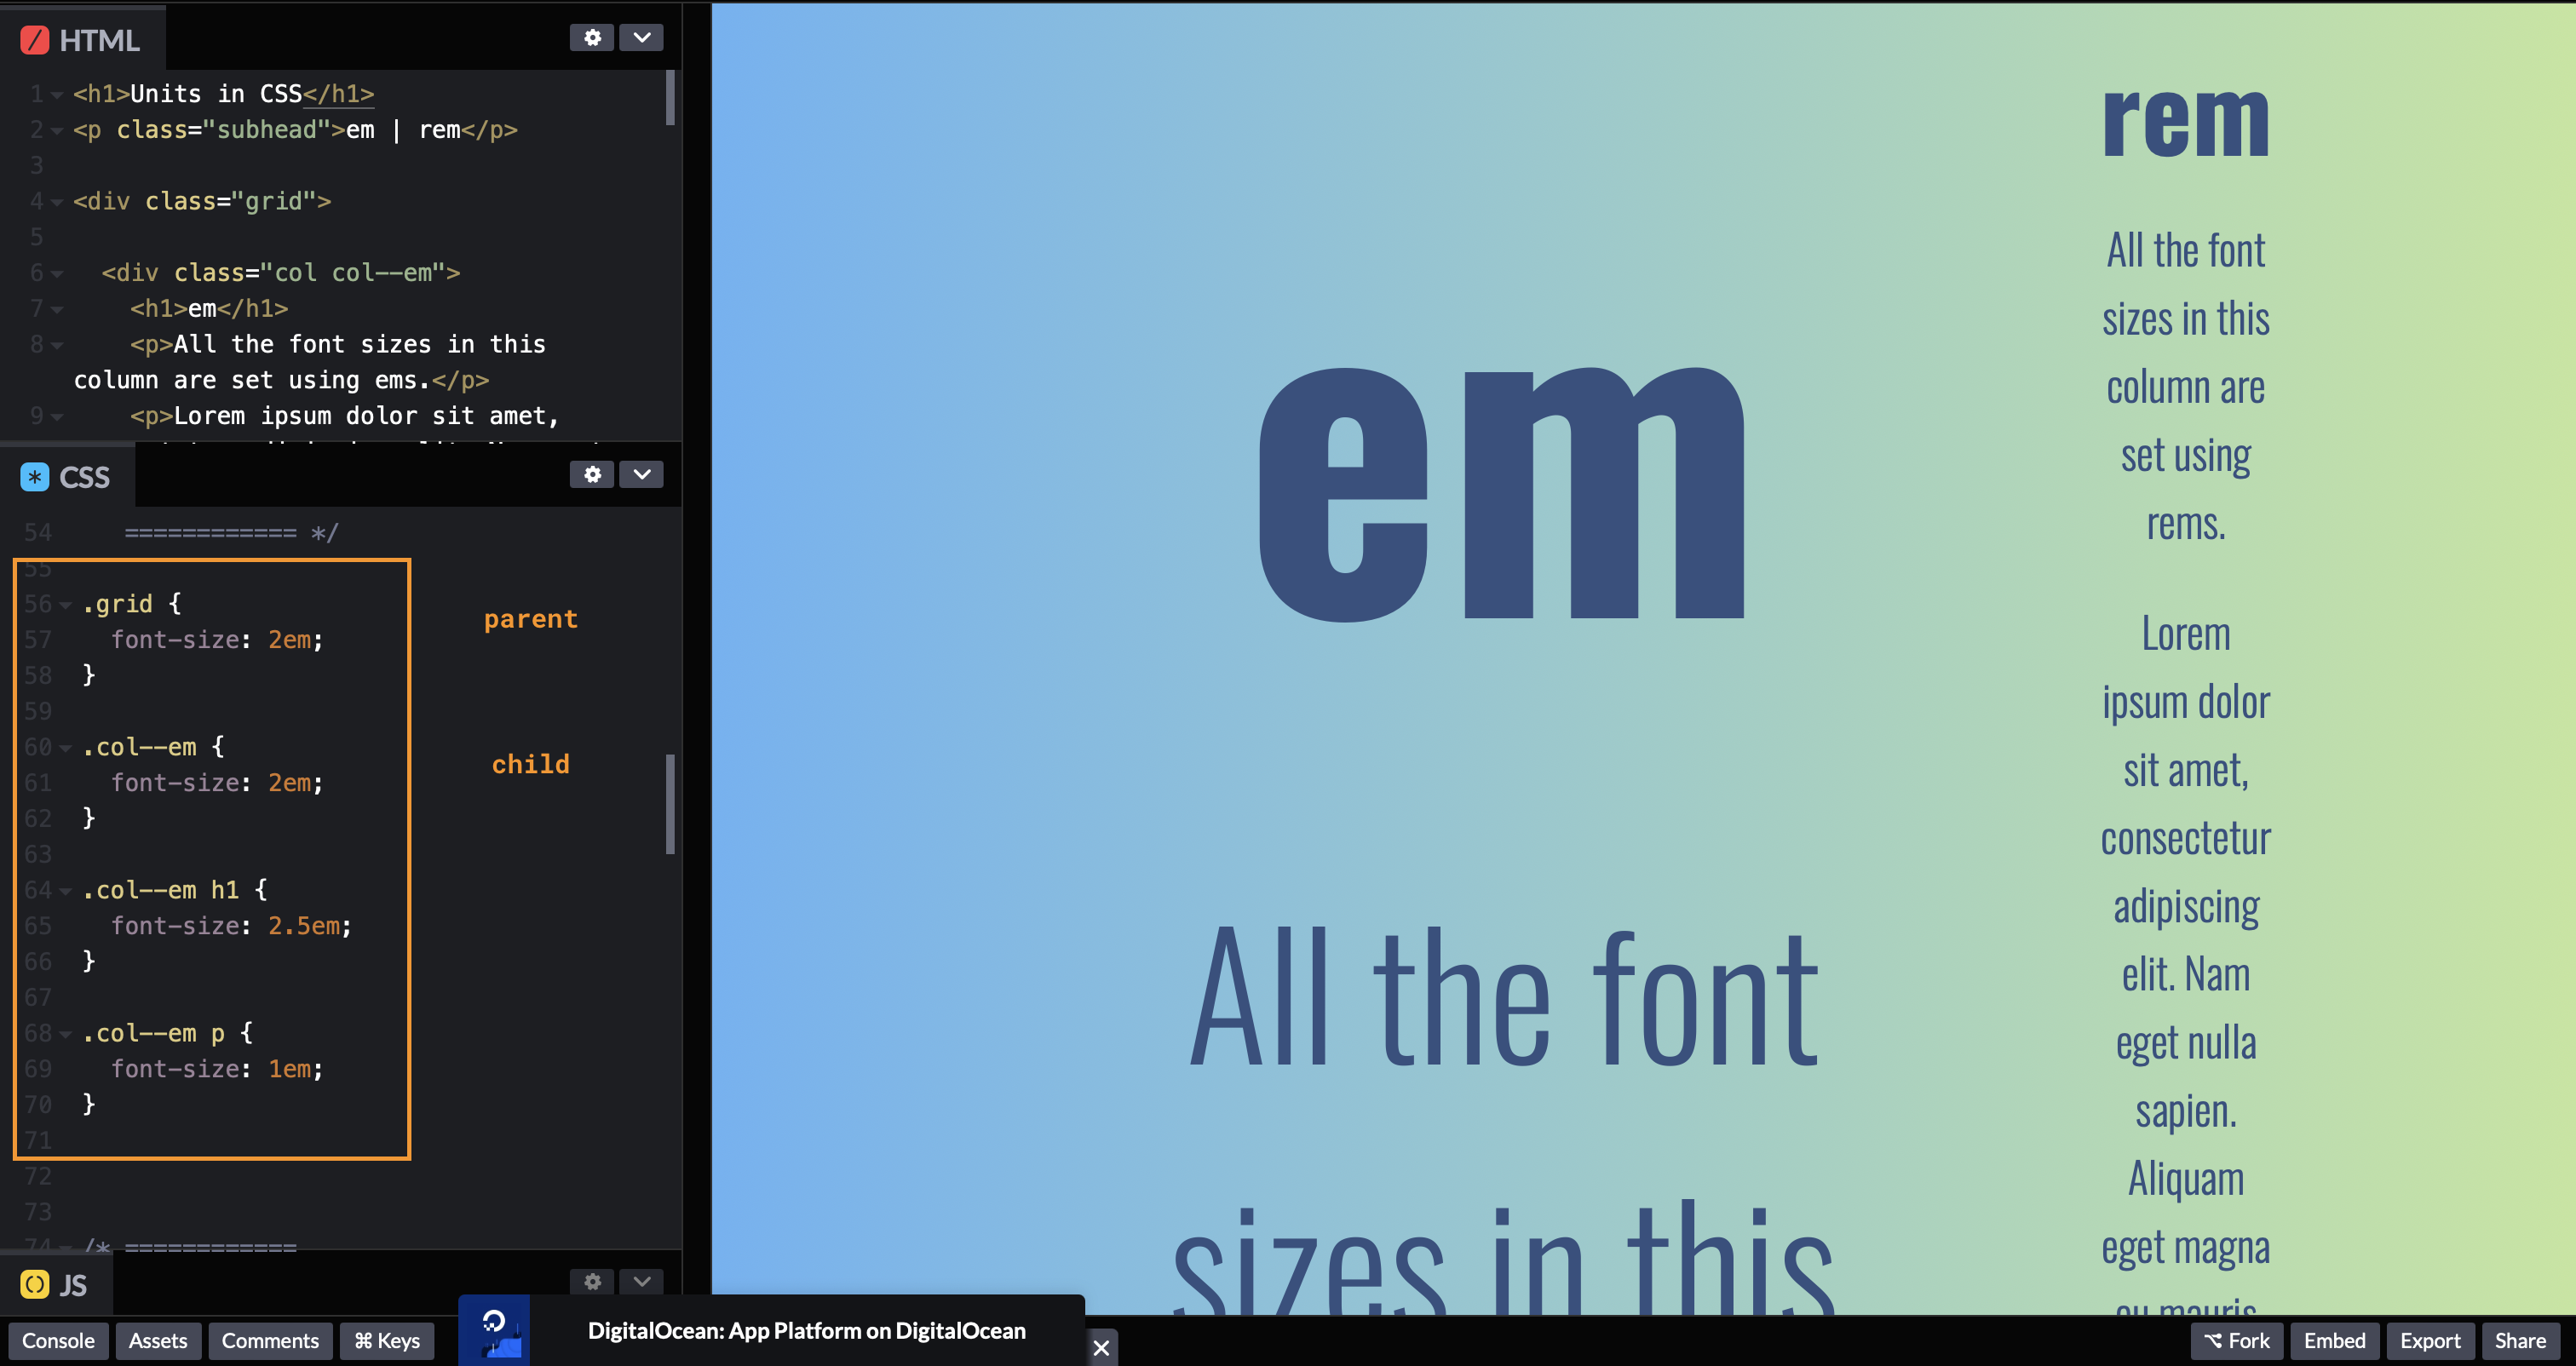 HTML
1 <h1>Units in CSS</h1>
2 <p class="subhead">em | rem</p>
3
4 <div class="grid">
5
6 <div class="col col--em">
7 <h1>em</h1>
8 <p>All the font sizes in this
column are set using ems.</p>
9 <p>Lorem ipsum dolor sit amet,
CSS
54 ============ */
55
56 .grid {
57 font-size: 2em;
58 }
59
60 .col--em {
61 font-size: 2em;
62 }
63
64 .col--em h1 {
65 font-size: 2.5em;
66 }
67
68 .col--em p {
69 font-size: 1em;
70 }
71
72
73
74 /* ============
parent
child
JS
em
All the font
sizes in this
rem
All the font
sizes in this
column are
set using
rems.
Lorem
ipsum dolor
sit amet,
consectetur
adipiscing
elit. Nam
eget nulla
sapien.
Aliquam
eget magna
eu mauris
Console Assets Comments ⌘ Keys
DigitalOcean: App Platform on DigitalOcean
Fork Embed Export Share